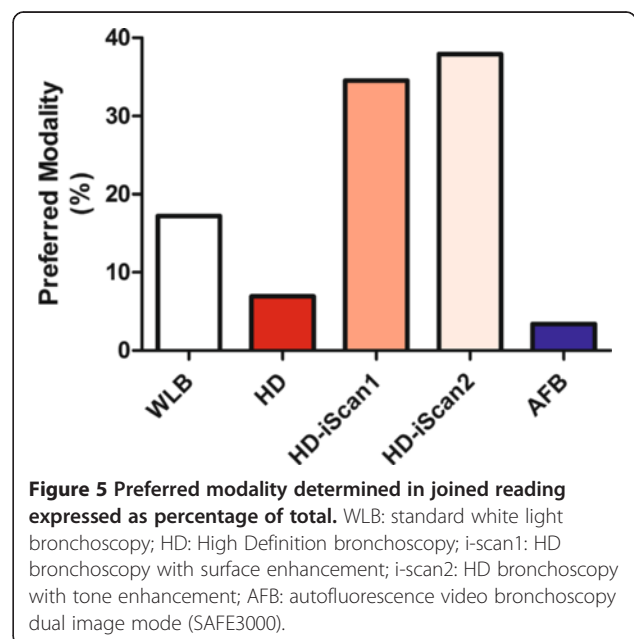 40
30
20
10
0
Preferred Modality
(%)
WLB
HD
HD-iScan1
HD-iScan2
AFB
Figure 5 Preferred modality determined in joined reading
expressed as percentage of total. WLB: standard white light
bronchoscopy; HD: High Definition bronchoscopy; i-scan1: HD
bronchoscopy with surface enhancement; i-scan2: HD bronchoscopy
with tone enhancement; AFB: autofluorescence video bronchoscopy
dual image mode (SAFE3000).